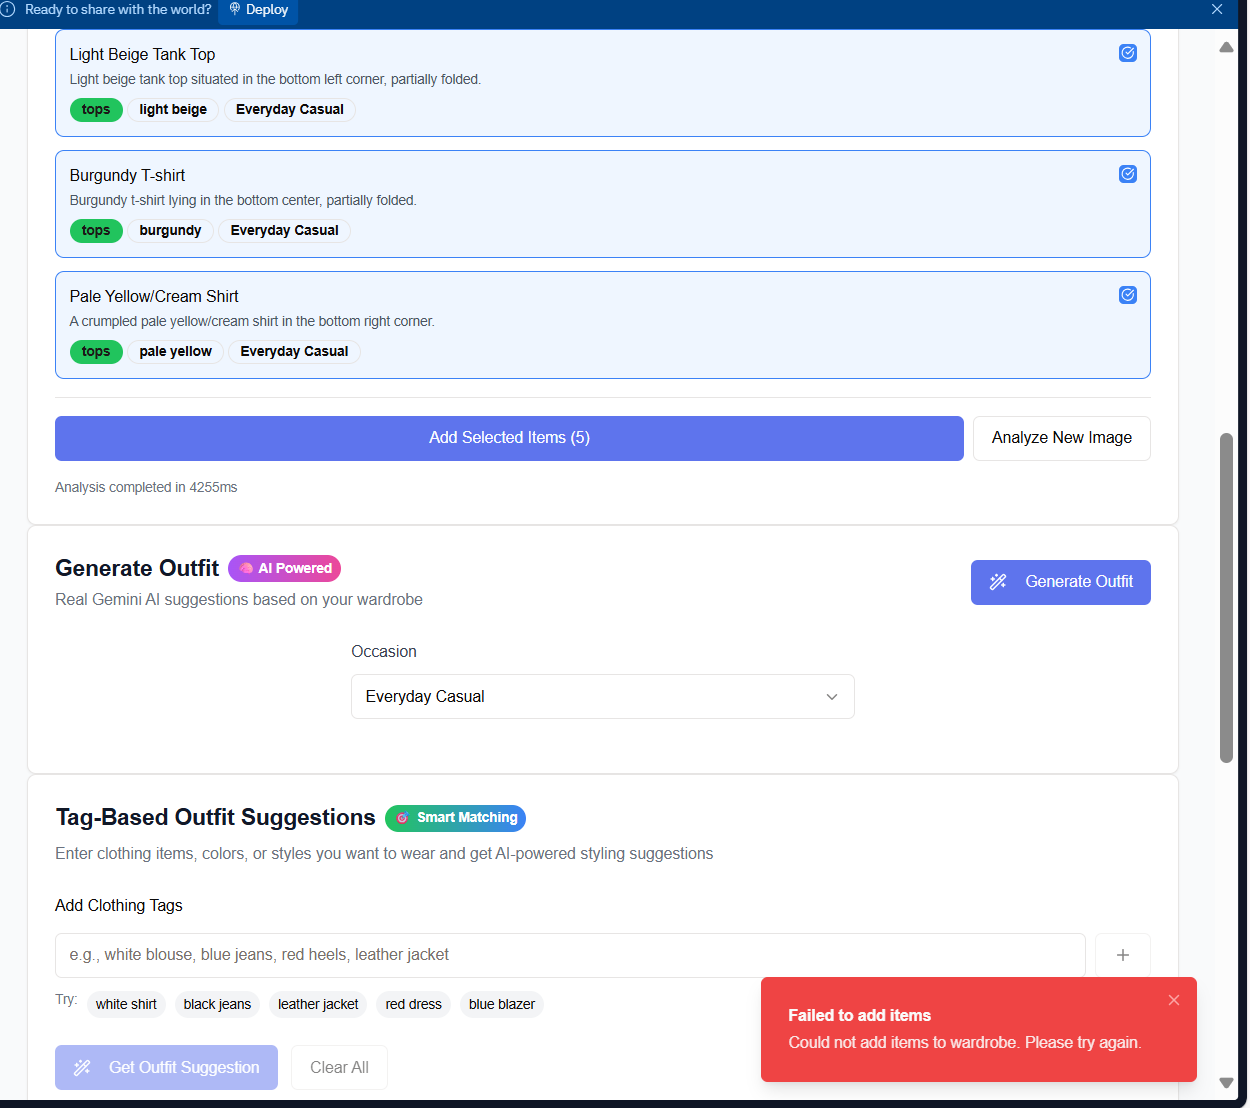 Ready to share with the world?
Deploy
Light Beige Tank Top
Light beige tank top situated in the bottom left corner, partially folded.
tops light beige Everyday Casual
Burgundy T-shirt
Burgundy t-shirt lying in the bottom center, partially folded.
tops burgundy Everyday Casual
Pale Yellow/Cream Shirt
A crumpled pale yellow/cream shirt in the bottom right corner.
tops pale yellow Everyday Casual
Add Selected Items (5)
Analyze New Image
Analysis completed in 4255ms
Generate Outfit
AI Powered
Real Gemini AI suggestions based on your wardrobe
Generate Outfit
Occasion
Everyday Casual
Tag-Based Outfit Suggestions
Smart Matching
Enter clothing items, colors, or styles you want to wear and get AI-powered styling suggestions
Add Clothing Tags
e.g., white blouse, blue jeans, red heels, leather jacket
Try: white shirt black jeans leather jacket red dress blue blazer
Get Outfit Suggestion
Clear All
Failed to add items
Could not add items to wardrobe. Please try again.